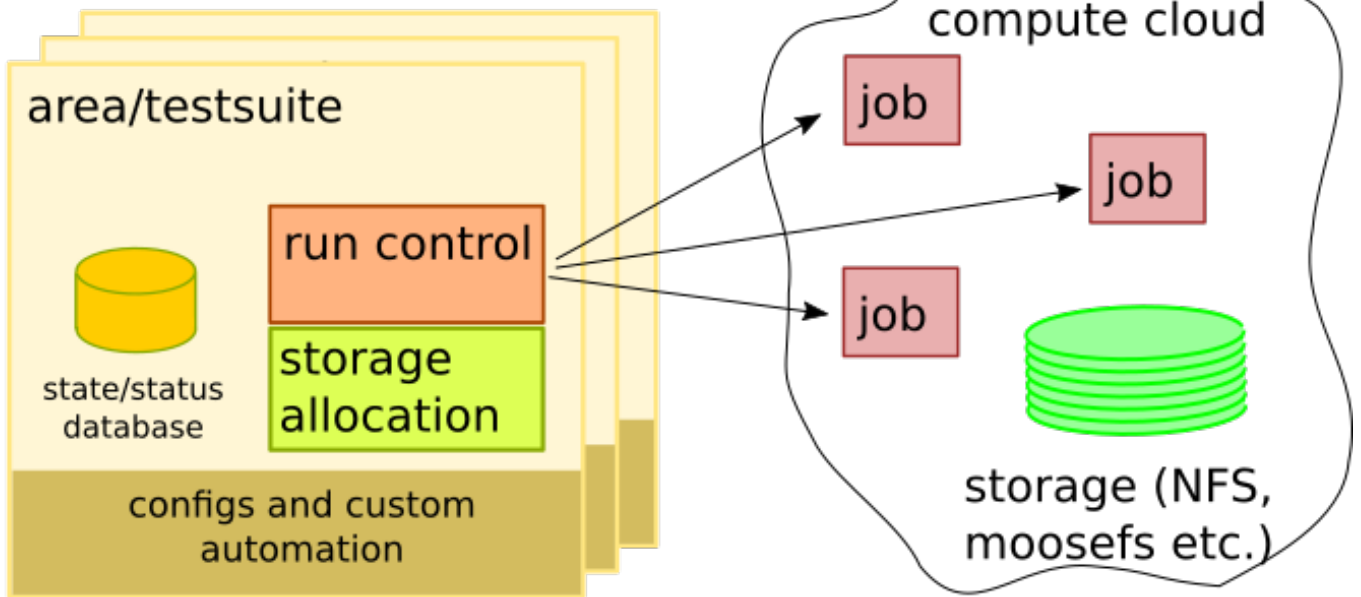 area/testsuite
run control
storage
allocation
state/status
database
configs and custom
automation
compute cloud
job
job
job
storage (NFS,
moosefs etc.)